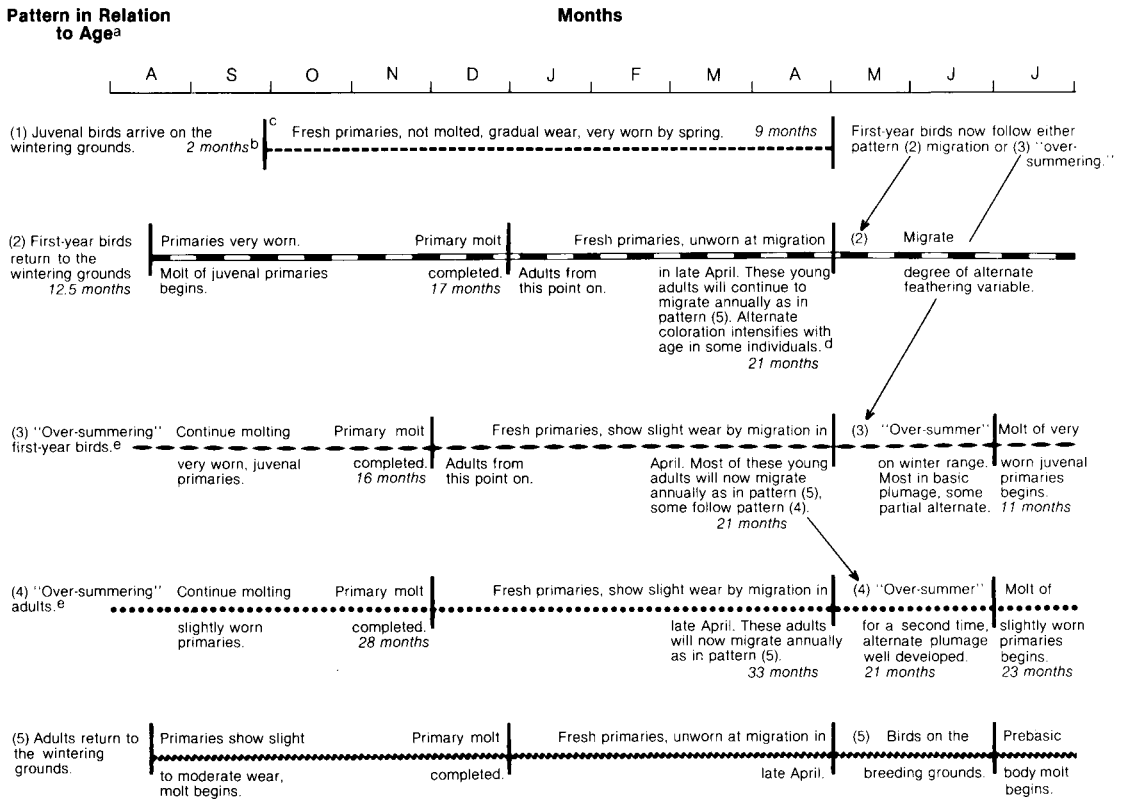 Pattern in Relation
to Age a
Months
A S O N D J F M A M J J
(1) Juvenal birds arrive on the
wintering grounds. 2 months b
c Fresh primaries, not molted, gradual wear, very worn by spring. 9 months
First-year birds now follow either
pattern (2) migration or (3) "over-
summering."
(2) First-year birds
return to the
wintering grounds
12.5 months
Primaries very worn.
Molt of juvenal primaries
begins.
Primary molt
completed.
17 months
Adults from
this point on.
Fresh primaries, unworn at migration
in late April. These young
adults will continue to
migrate annually as in
pattern (5). Alternate
coloration intensifies with
age in some individuals. d
21 months
(2) Migrate
degree of alternate
feathering variable.
(3) "Over-summering"
first-year birds. e
Continue molting
very worn, juvenal
primaries.
Primary molt
completed.
16 months
Adults from
this point on.
Fresh primaries, show slight wear by migration in
April. Most of these young
adults will now migrate
annually as in pattern (5),
some follow pattern (4).
21 months
(3) "Over-summer"
on winter range.
Most in basic
plumage, some
partial alternate.
Molt of very
worn juvenal
primaries
begins.
11 months
(4) "Over-summering"
adults. e
Continue molting
slightly worn
primaries.
Primary molt
completed.
28 months
Fresh primaries, show slight wear by migration in
late April. These adults
will now migrate annually
as in pattern (5).
33 months
(4) "Over-summer"
for a second time,
alternate plumage
well developed.
21 months
Molt of
slightly worn
primaries
begins.
23 months
(5) Adults return to
the wintering
grounds.
Primaries show slight
to moderate wear,
molt begins.
Primary molt
completed.
Fresh primaries, unworn at migration in
late April.
(5) Birds on the
breeding grounds.
Prebasic
body molt
begins.